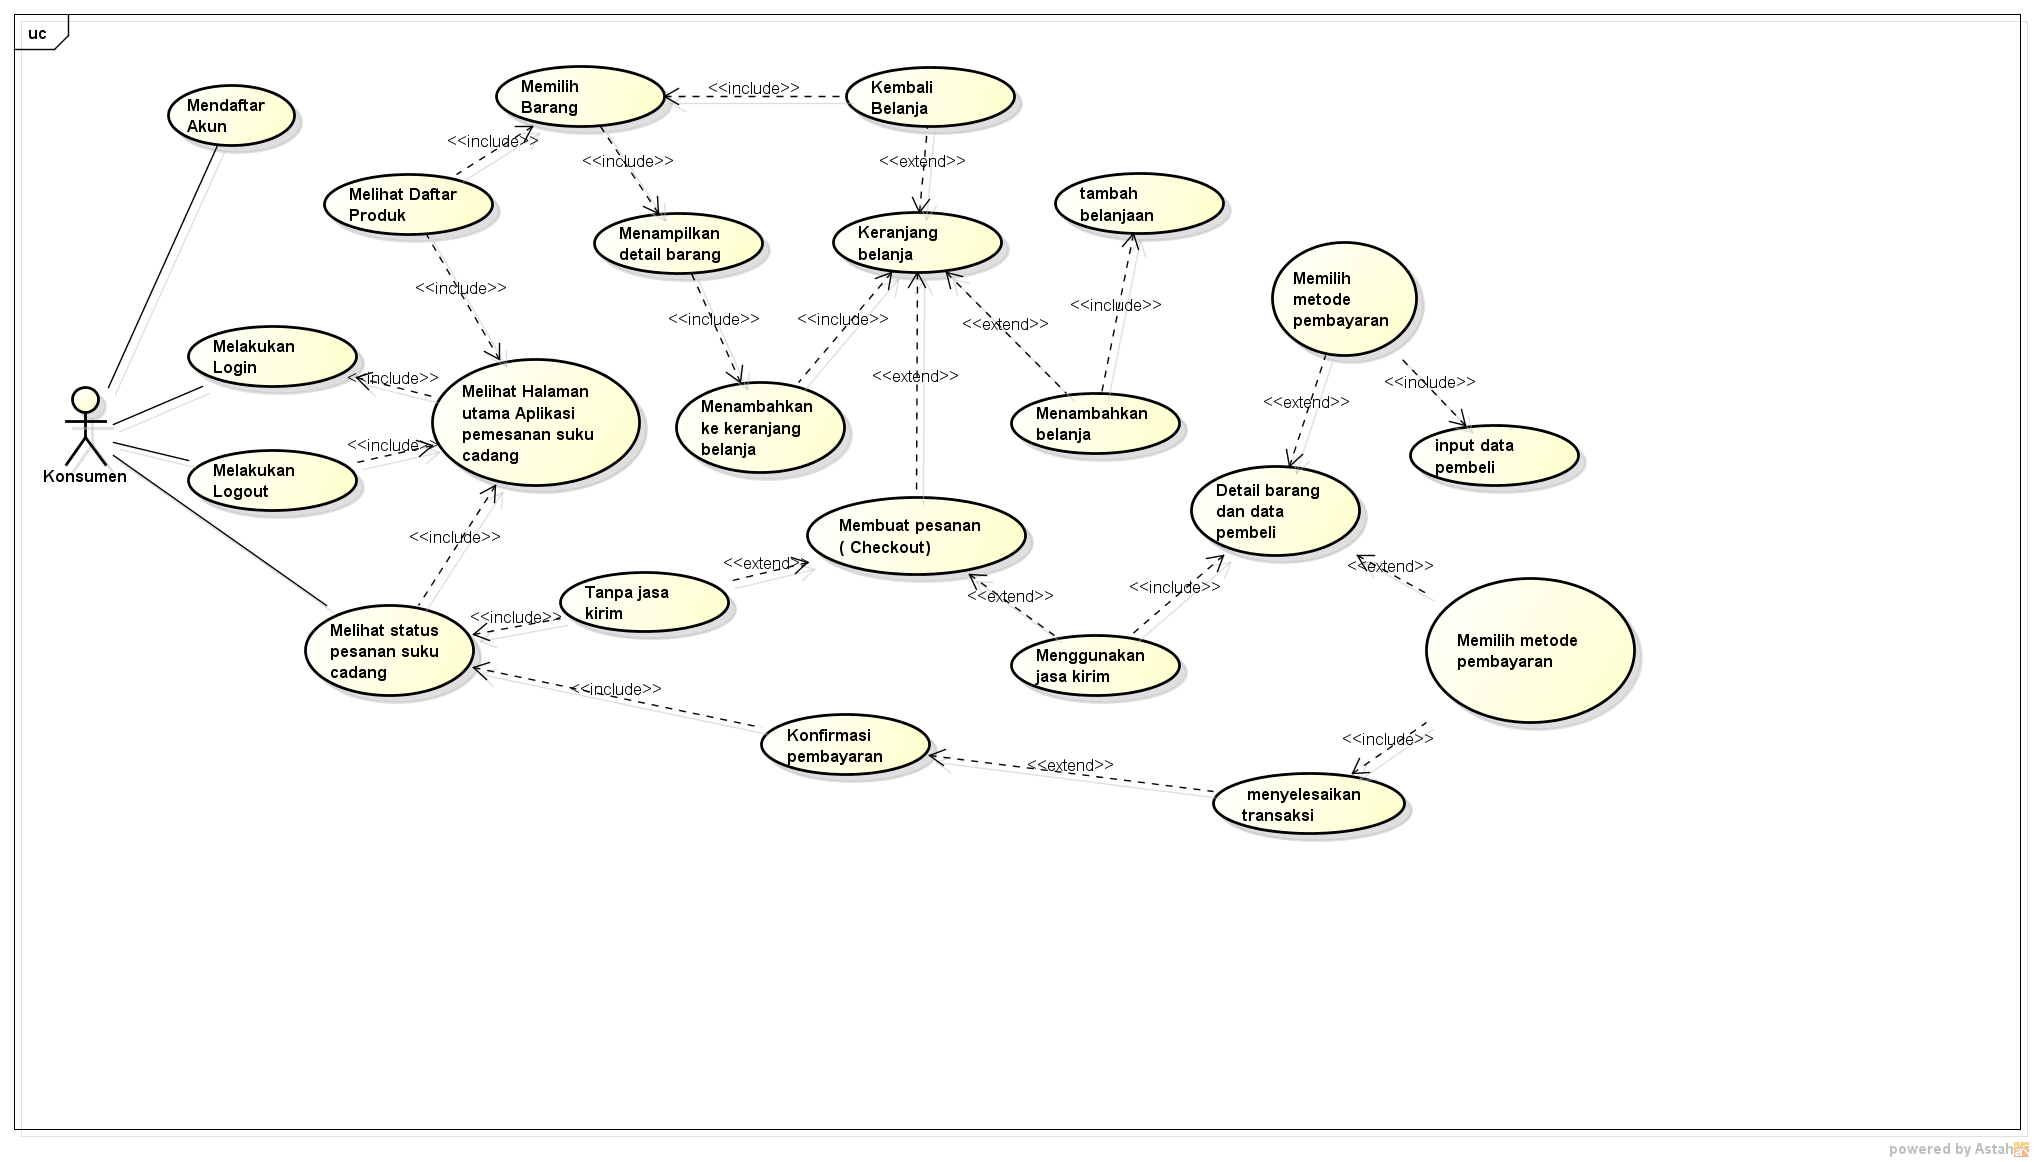 uc
Mendaftar
Akun
Memilih
Barang
<<include>>
Kembali
Belanja
<<include>>
<<include>>
<<extend>>
Melihat Daftar
Produk
tambah
belanjaan
Menampilkan
detail barang
Keranjang
belanja
Memilih
metode
pembayaran
<<include>>
<<include>>
<<include>>
<<extend>>
<<include>>
Melakukan
Login
<<include>>
<<extend>>
<<include>>
<<extend>>
Melihat Halaman
utama Aplikasi
pemesanan suku
cadang
Menambahkan
ke keranjang
belanja
Menambahkan
belanja
input data
pembeli
Konsumen
Melakukan
Logout
<<include>>
Detail barang
dan data
pembeli
<<include>>
Membuat pesanan
( Checkout)
<<extend>>
<<extend>>
<<include>>
<<extend>>
Tanpa jasa
kirim
<<include>>
Melihat status
pesanan suku
cadang
Menggunakan
jasa kirim
Memilih metode
pembayaran
<<include>>
Konfirmasi
pembayaran
<<extend>>
<<include>>
menyelesaikan
transaksi
powered by Astah